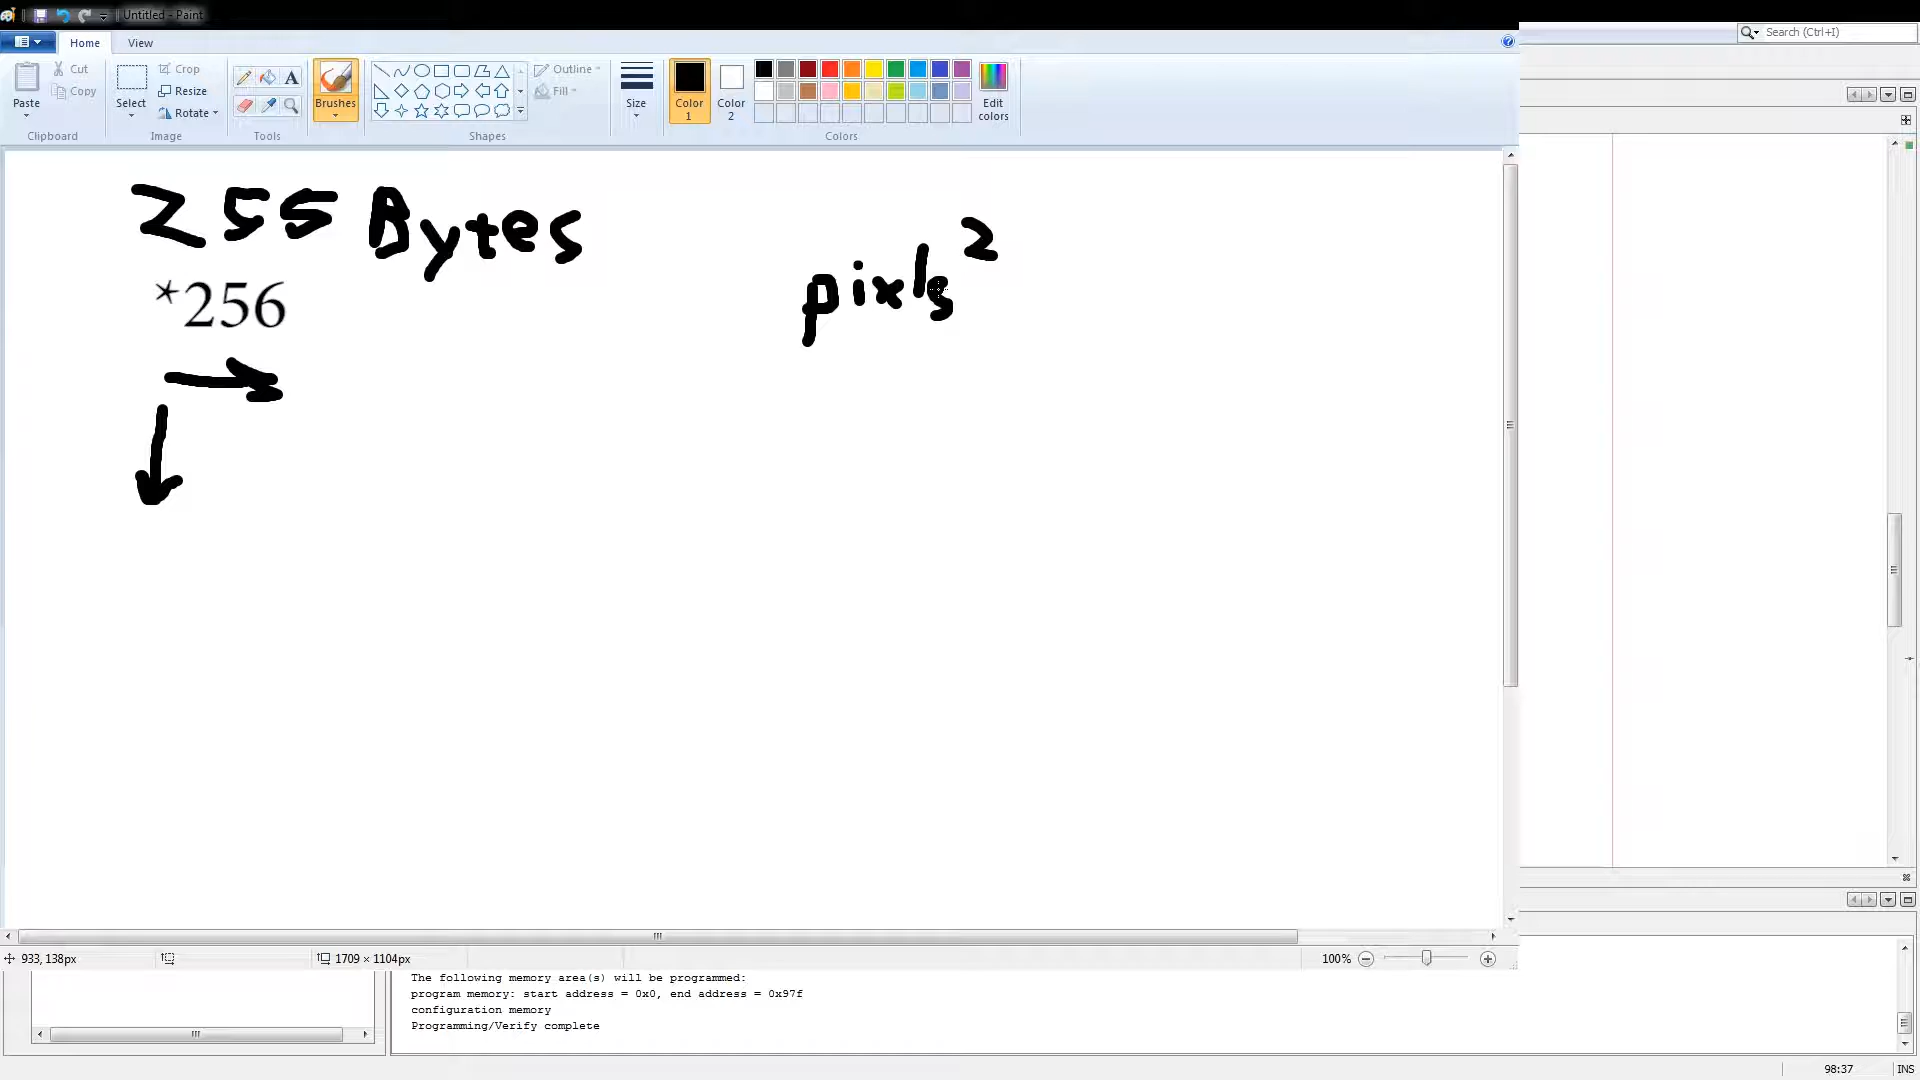 Untitled - Paint
Home View
Search (Ctrl+I)
Paste
Cut
Copy
Clipboard
Select
Crop
Resize
Rotate
Image
Tools
Brushes
Shapes
Outline
Fill
Size
Color 1
Color 2
Edit colors
Colors
255 Bytes
*256
pixls 2
933, 138px
1709 × 1104px
100%
The following memory area(s) will be programmed:
program memory: start address = 0x0, end address = 0x97f
configuration memory
Programming/Verify complete
98:37 INS